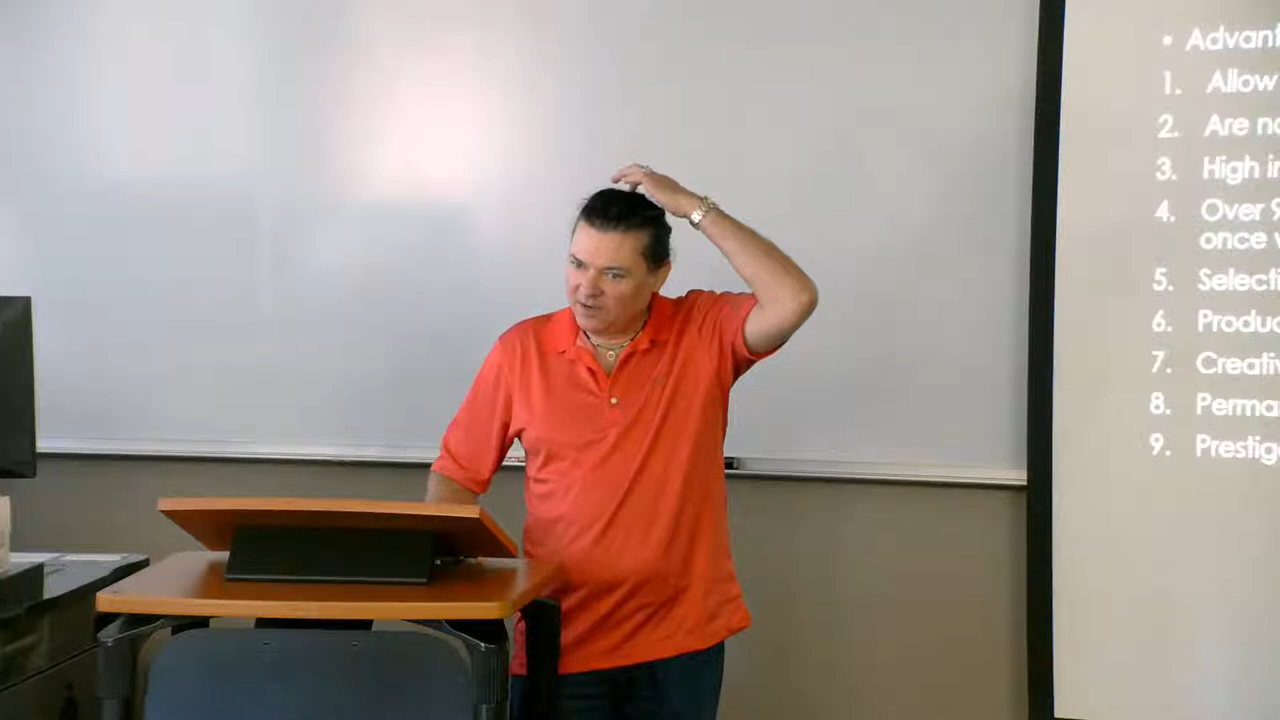 • Advant
1. Allow
2. Are no
3. High in
4. Over 9
once w
5. Selecti
6. Produc
7. Creativ
8. Perma
9. Prestig